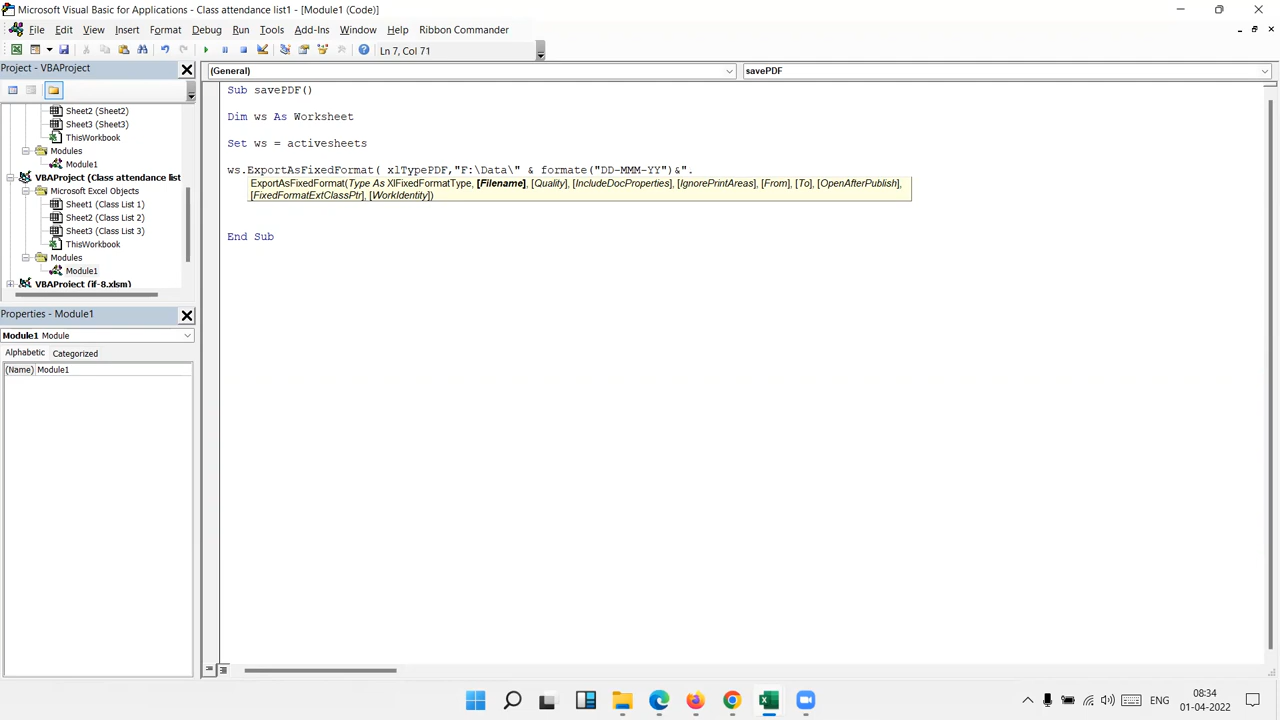 Microsoft Visual Basic for Applications - Class attendance list1 - [Module1 (Code)]
File Edit View Insert Format Debug Run Tools Add-Ins Window Help Ribbon Commander
Ln 7, Col 71
Project - VBAProject
(General) savePDF
Sheet2 (Sheet2)
Sheet3 (Sheet3)
ThisWorkbook
Modules
Module1
VBAProject (Class attendance list
Microsoft Excel Objects
Sheet1 (Class List 1)
Sheet2 (Class List 2)
Sheet3 (Class List 3)
ThisWorkbook
Modules
Module1
VBAProject (if-8.xlsm)
Properties - Module1
Module1 Module
Alphabetic Categorized
(Name) Module1
Sub savePDF()
Dim ws As Worksheet
Set ws = activesheets
ws.ExportAsFixedFormat( xlTypePDF,"F:\Data\" & formate("DD-MMM-YY")&".
ExportAsFixedFormat(Type As XlFixedFormatType, [Filename], [Quality], [IncludeDocProperties], [IgnorePrintAreas], [From], [To], [OpenAfterPublish],
[FixedFormatExtClassPtr], [WorkIdentity])
End Sub
ENG
08:34
01-04-2022